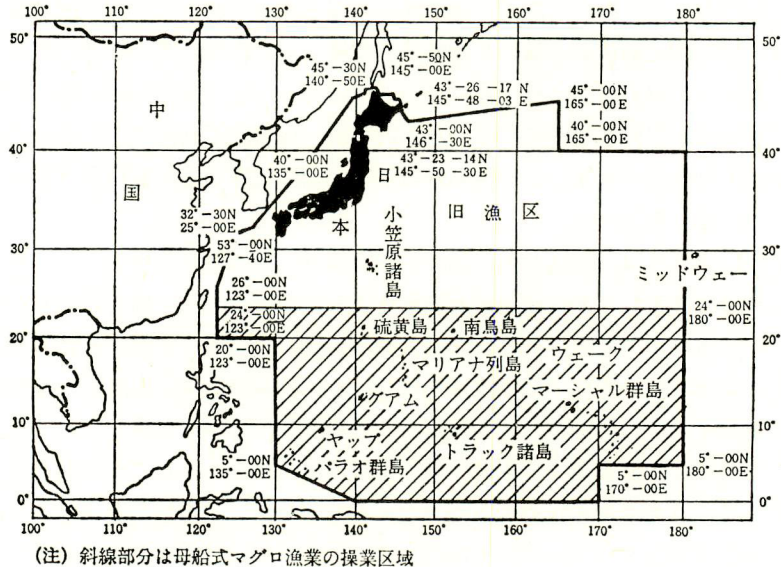 100° 110° 120° 130° 140° 150° 160° 170° 180°
50°
40°
30°
20°
10°
0°
50°
40°
30°
20°
10°
0°
45°-30N
140°-50E
45°-50N
145°-00E
43°-26-17N
145°-48-03E
45°-00N
165°-00E
40°-00N
165°-00E
43°-00N
146°-30E
43°-23-14N
145°-50-30E
40°-00N
135°-00E
32°-30N
25°-00E
53°-00N
127°-40E
26°-00N
123°-00E
24°-00N
123°-00E
20°-00N
123°-00E
5°-00N
135°-00E
5°-00N
170°-00E
5°-00N
180°-00E
24°-00N
180°-00E
中国
日本
小笠原諸島
旧漁区
ミッドウェー
硫黄島
南鳥島
マリアナ列島
ウェーク
マーシャル群島
グアム
ヤップ
パラオ群島
トラック諸島
100° 110° 120° 130° 140° 150° 160° 170° 180°
(注) 斜線部分は母船式マグロ漁業の操業区域